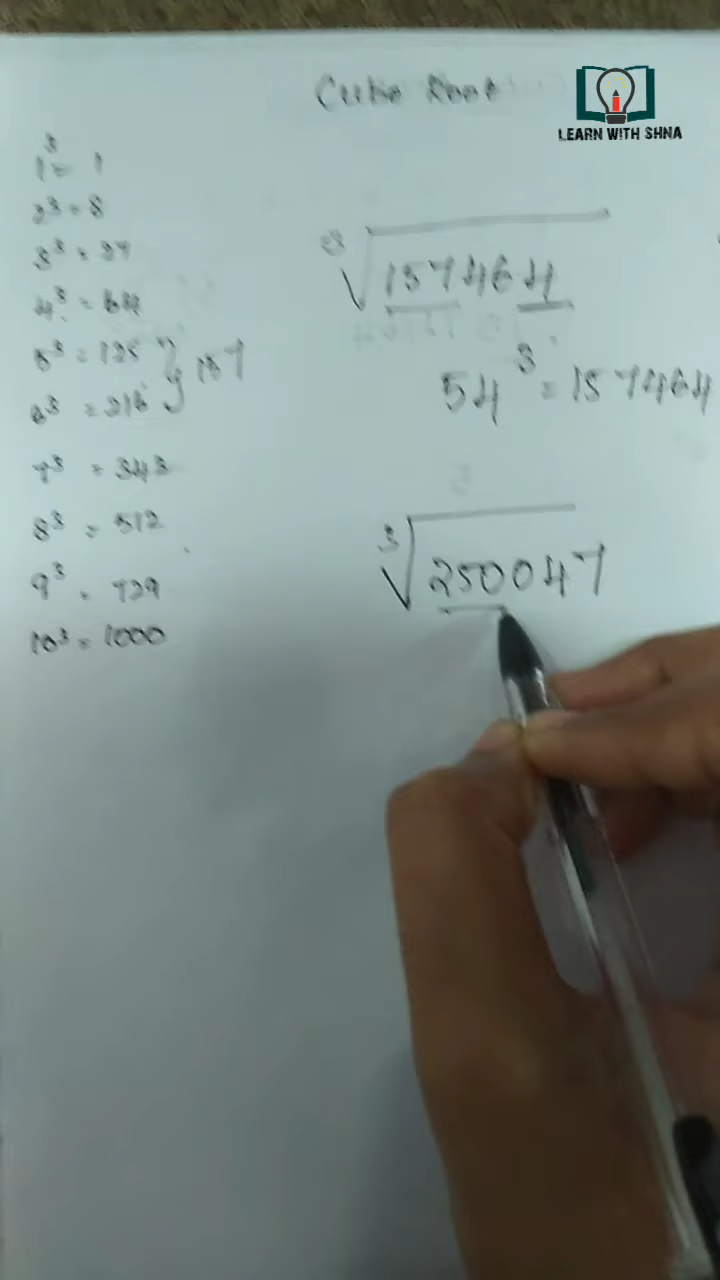 Cube Root
LEARN WITH SHNA
1³ = 1
2³ = 8
3³ = 27
4³ = 64
5³ = 125
6³ = 216
157
7³ = 343
8³ = 512
9³ = 729
10³ = 1000
∛157464
54³ = 157464
∛250047